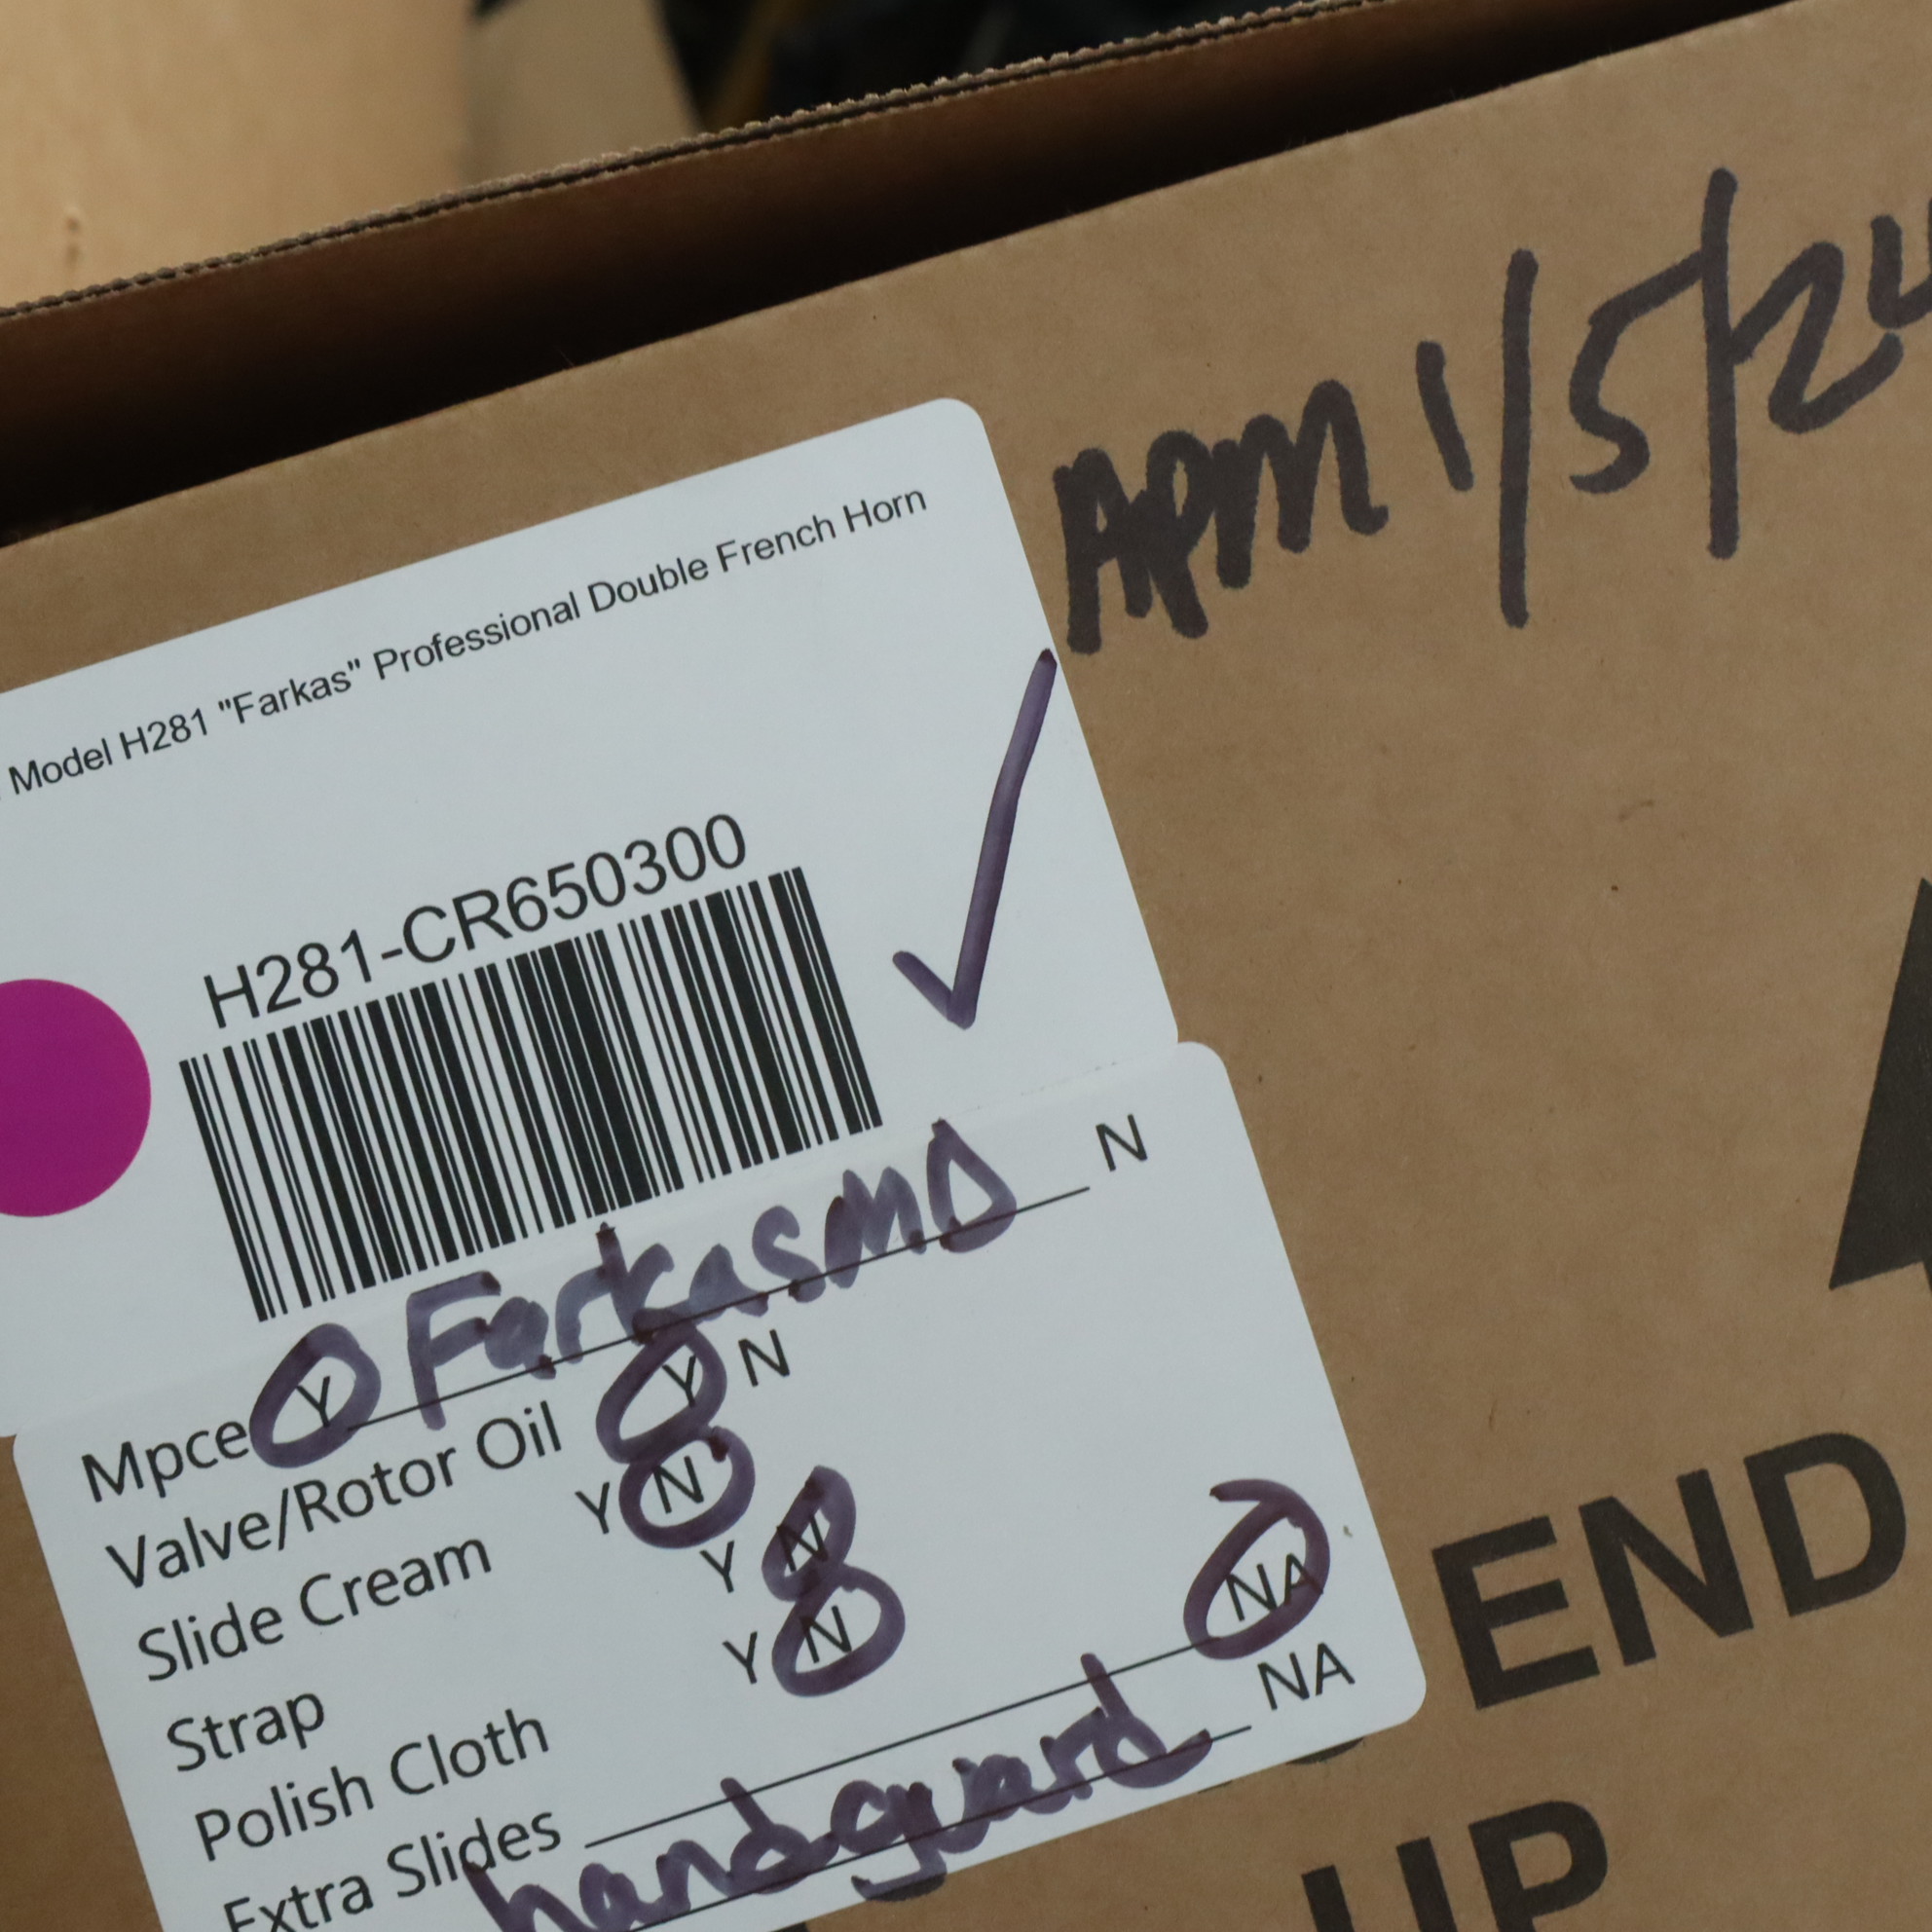 APM 1/5/24
Model H281 "Farkas" Professional Double French Horn
H281-CR650300
Mpce Y Farkas MD N
Valve/Rotor Oil Y N
Slide Cream Y N
Strap Y N
Polish Cloth Y N
Extra Slides NA
handguard NA
END
UP